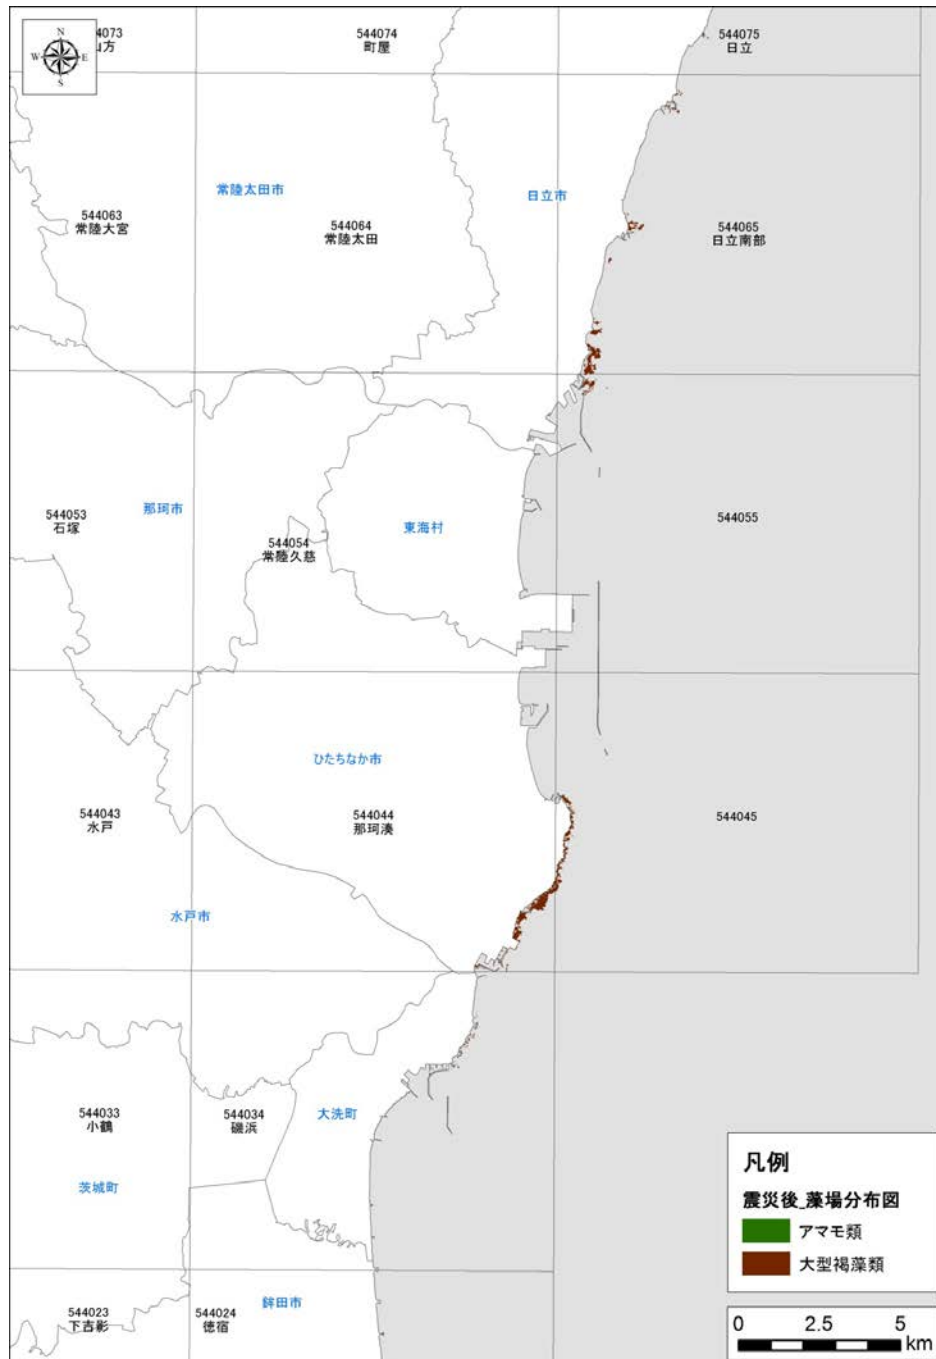 N
W
E
S
544073
山方
544074
町屋
544075
日立
常陸太田市
日立市
544063
常陸大宮
544064
常陸太田
544065
日立南部
那珂市
544053
石塚
東海村
544054
常陸久慈
544055
ひたちなか市
544043
水戸
544044
那珂湊
544045
水戸市
544033
小鶴
544034
磯浜
大洗町
茨城町
544023
下吉影
544024
徳宿
鉾田市
凡例
震災後_藻場分布図
アマモ類
大型褐藻類
0 2.5 5
km